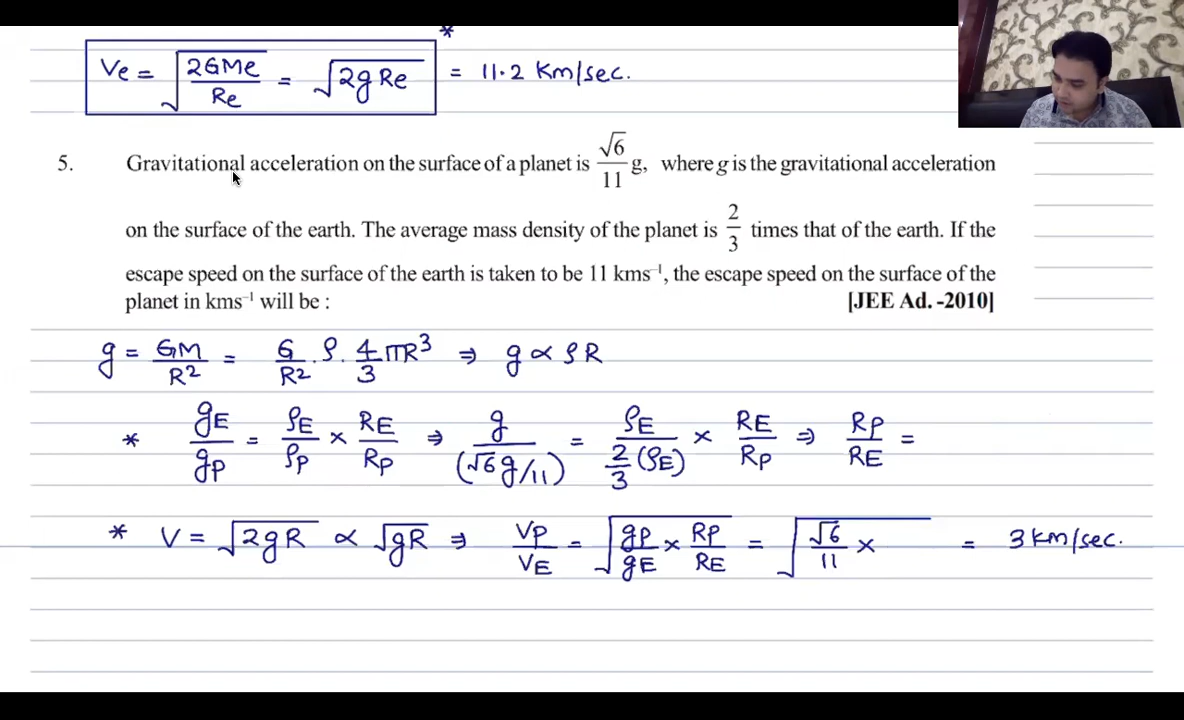 *
Ve = √(2GMe/Re) = √(2gRe) = 11.2 Km/sec.
5. Gravitational acceleration on the surface of a planet is √6/11 g, where g is the gravitational acceleration
on the surface of the earth. The average mass density of the planet is 2/3 times that of the earth. If the
escape speed on the surface of the earth is taken to be 11 kms⁻¹, the escape speed on the surface of the
planet in kms⁻¹ will be : [JEE Ad. -2010]
g = GM/R² = G/R² . ρ. 4/3 πR³ ⇒ g ∝ ρR
* gE/gP = ρE/ρP × RE/RP ⇒ g/(√6g/11) = ρE/(2/3(ρE)) × RE/RP ⇒ RP/RE =
* V = √(2gR) ∝ √(gR) ⇒ VP/VE = √(gP/gE × RP/RE) = √(√6/11 × ) = 3 km/sec.